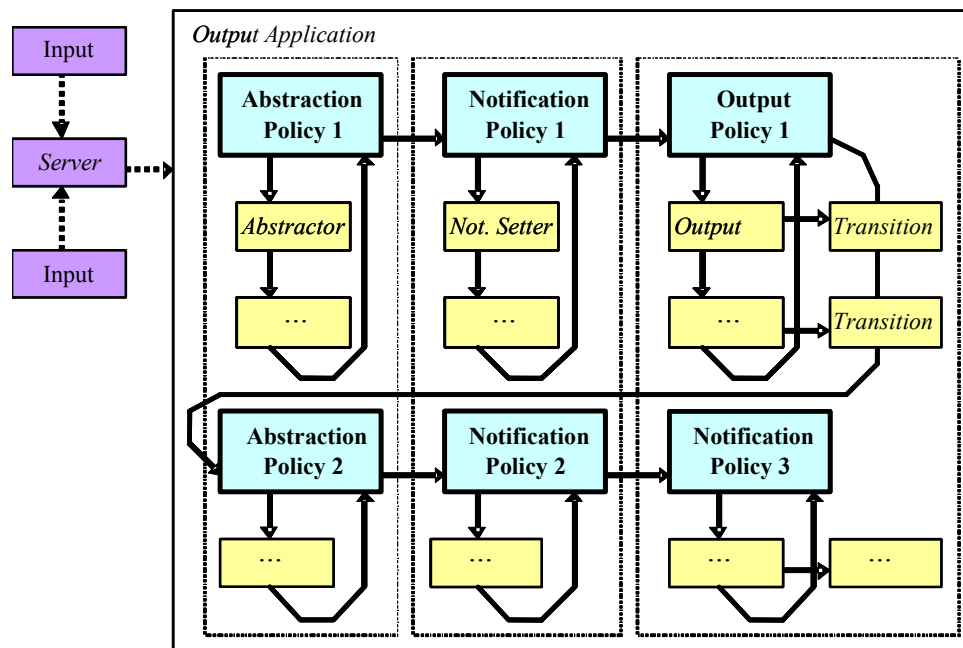 Input
Server
Input
Output Application
Abstraction
Policy 1
Notification
Policy 1
Output
Policy 1
Abstractor
Not. Setter
Output
Transition
...
...
...
Transition
Abstraction
Policy 2
Notification
Policy 2
Notification
Policy 3
...
...
...
...